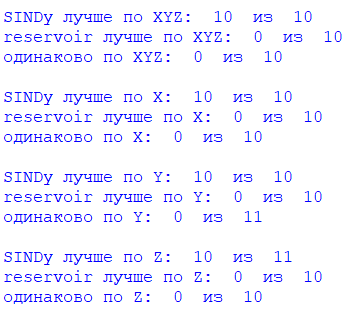 SINDy лучше по XYZ: 10 из 10
reservoir лучше по XYZ: 0 из 10
одинаково по XYZ: 0 из 10
SINDy лучше по X: 10 из 10
reservoir лучше по X: 0 из 10
одинаково по X: 0 из 10
SINDy лучше по Y: 10 из 10
reservoir лучше по Y: 0 из 10
одинаково по Y: 0 из 11
SINDy лучше по Z: 10 из 11
reservoir лучше по Z: 0 из 10
одинаково по Z: 0 из 10